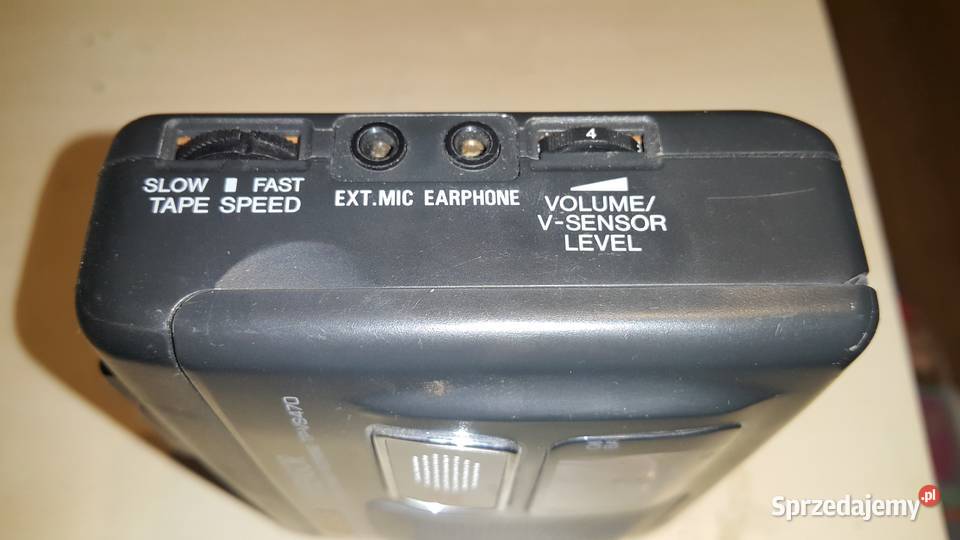 4
SLOW FAST
TAPE SPEED
EXT.MIC EARPHONE
VOLUME/
V-SENSOR
LEVEL
Sprzedajemy.pl